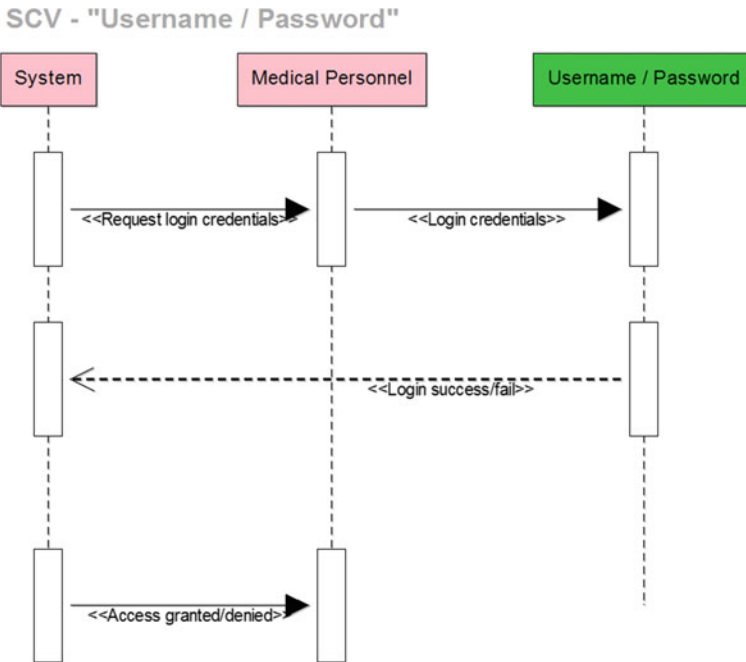 SCV - "Username / Password"
System
Medical Personnel
Username / Password
<<Request login credentials>>
<<Login credentials>>
<<Login success/fail>>
<<Access granted/denied>>